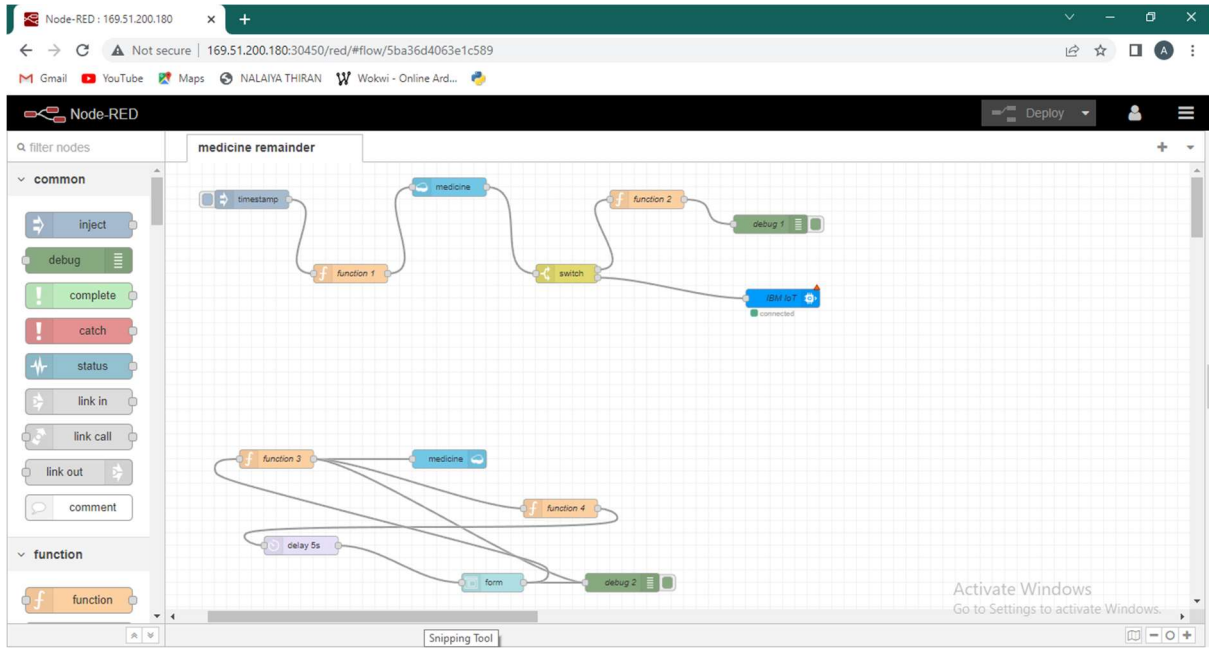 Node-RED : 169.51.200.180
Not secure | 169.51.200.180:30450/red/#flow/5ba36d4063e1c589
A
Gmail YouTube Maps NALAIYA THIRAN Wokwi - Online Ard...
Node-RED
Deploy
filter nodes
medicine remainder
common
inject
debug
complete
catch
status
link in
link call
link out
comment
function
function
timestamp
function 1
medicine
switch
function 2
debug 1
IBM IoT
connected
function 3
medicine
function 4
delay 5s
form
debug 2
Activate Windows
Go to Settings to activate Windows.
Snipping Tool